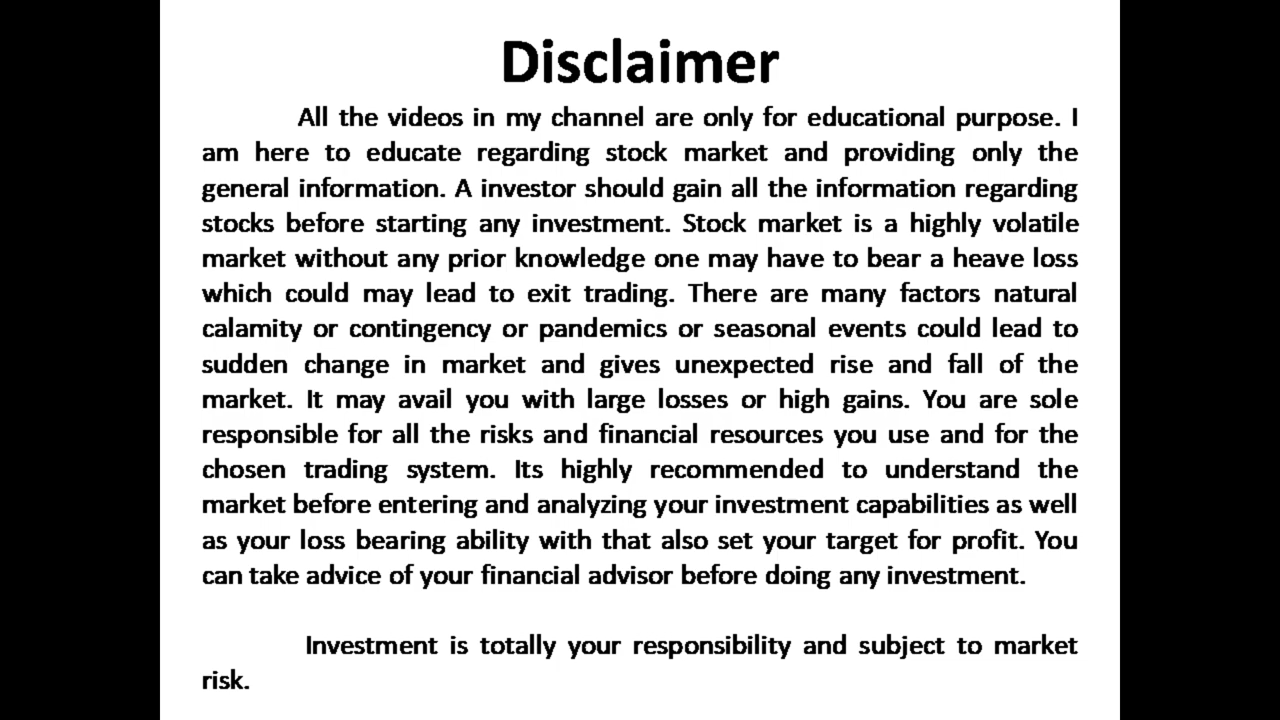 Disclaimer
All the videos in my channel are only for educational purpose. I
am here to educate regarding stock market and providing only the
general information. A investor should gain all the information regarding
stocks before starting any investment. Stock market is a highly volatile
market without any prior knowledge one may have to bear a heave loss
which could may lead to exit trading. There are many factors natural
calamity or contingency or pandemics or seasonal events could lead to
sudden change in market and gives unexpected rise and fall of the
market. It may avail you with large losses or high gains. You are sole
responsible for all the risks and financial resources you use and for the
chosen trading system. Its highly recommended to understand the
market before entering and analyzing your investment capabilities as well
as your loss bearing ability with that also set your target for profit. You
can take advice of your financial advisor before doing any investment.
Investment is totally your responsibility and subject to market
risk.